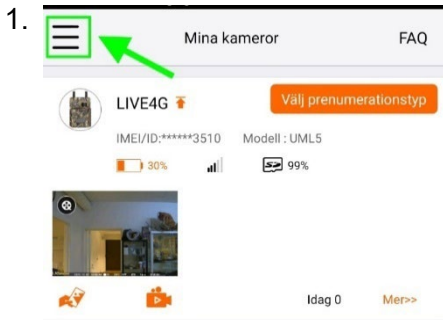 1.
Mina kameror FAQ
LIVE4G Välj prenumerationstyp
IMEI/ID:******3510 Modell : UML5
30% 99%
Idag 0 Mer>>